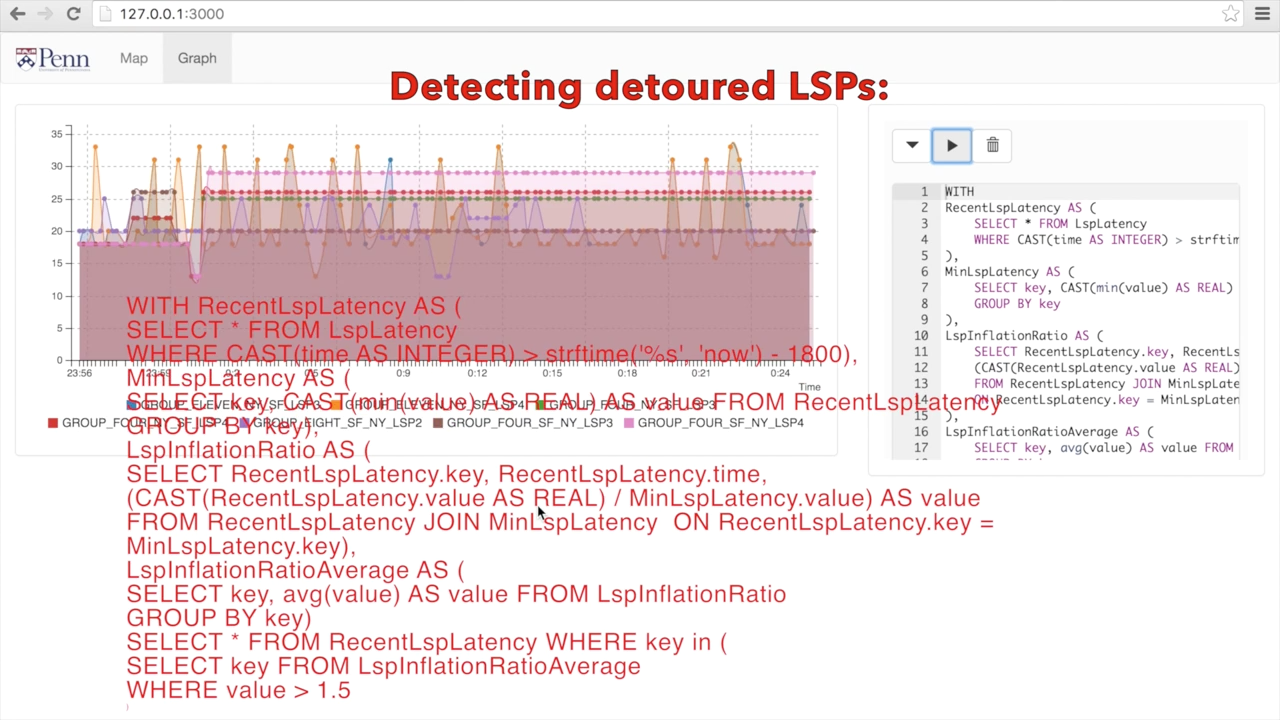 127.0.0.1:3000
Penn
Map
Graph
Detecting detoured LSPs:
35
30
25
20
15
10
5
0
23:56
23:59
0:9
0:12
0:15
0:18
0:21
0:24
Time
GROUP_ELEVEN_NY_SF_LSP3 GROUP_ELEVEN_NY_SF_LSP4 GROUP_FOUR_NY_SF_LSP3
GROUP_FOUR_NY_SF_LSP4 GROUP_EIGHT_SF_NY_LSP2 GROUP_FOUR_SF_NY_LSP3 GROUP_FOUR_SF_NY_LSP4
WITH RecentLspLatency AS (
SELECT * FROM LspLatency
WHERE CAST(time AS INTEGER) > strftime('%s', 'now') - 1800),
MinLspLatency AS (
SELECT key, CAST(min(value) AS REAL) AS value FROM RecentLspLatency
GROUP BY key),
LspInflationRatio AS (
SELECT RecentLspLatency.key, RecentLspLatency.time,
(CAST(RecentLspLatency.value AS REAL) / MinLspLatency.value) AS value
FROM RecentLspLatency JOIN MinLspLatency ON RecentLspLatency.key =
MinLspLatency.key),
LspInflationRatioAverage AS (
SELECT key, avg(value) AS value FROM LspInflationRatio
GROUP BY key)
SELECT * FROM RecentLspLatency WHERE key in (
SELECT key FROM LspInflationRatioAverage
WHERE value > 1.5
)
1 WITH
2 RecentLspLatency AS (
3 SELECT * FROM LspLatency
4 WHERE CAST(time AS INTEGER) > strftim
5 ),
6 MinLspLatency AS (
7 SELECT key, CAST(min(value) AS REAL)
8 GROUP BY key
9 ),
10 LspInflationRatio AS (
11 SELECT RecentLspLatency.key, RecentLs
12 (CAST(RecentLspLatency.value AS REAL)
13 FROM RecentLspLatency JOIN MinLspLate
14 ON RecentLspLatency.key = MinLspLaten
15 ),
16 LspInflationRatioAverage AS (
17 SELECT key, avg(value) AS value FROM